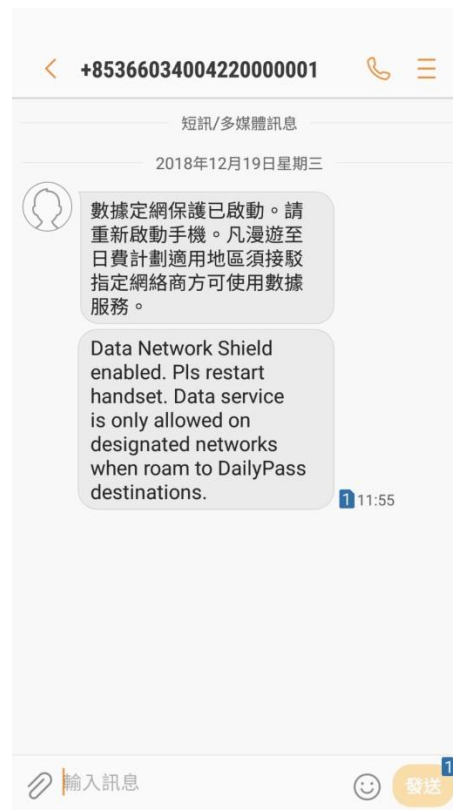 +85366034004220000001
短訊/多媒體訊息
2018年12月19日星期三
數據定網保護已啟動。請
重新啟動手機。凡漫遊至
日費計劃適用地區須接駁
指定網絡商方可使用數據
服務。
Data Network Shield
enabled. Pls restart
handset. Data service
is only allowed on
designated networks
when roam to DailyPass
destinations.
1 11:55
輸入訊息
發送 1